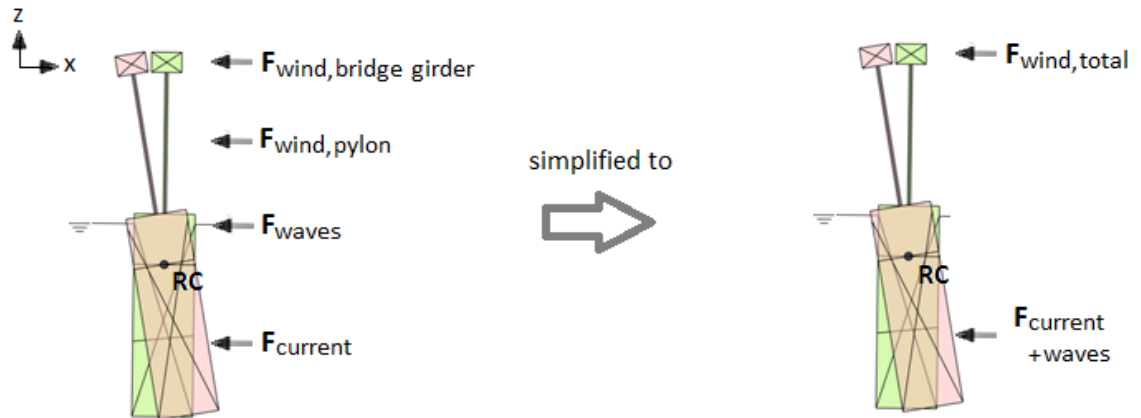 z
x
Fwind,bridge girder
Fwind,pylon
Fwaves
RC
Fcurrent
simplified to
Fwind,total
RC
Fcurrent
+waves